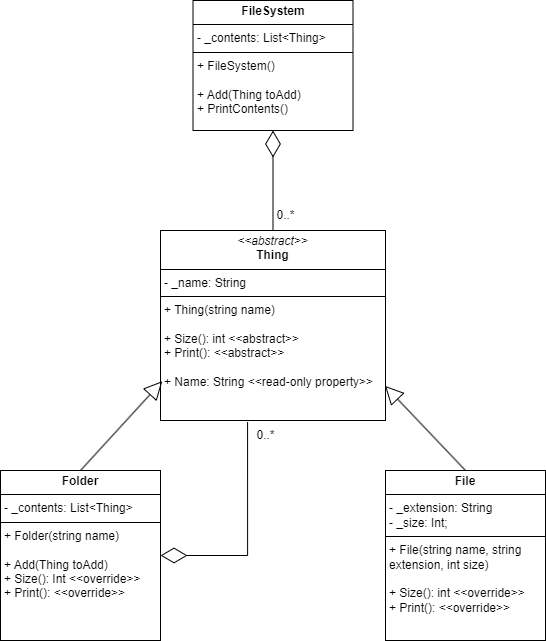 FileSystem
- _contents: List<Thing>
+ FileSystem()
+ Add(Thing toAdd)
+ PrintContents()
0..*
<<abstract>>
Thing
- _name: String
+ Thing(string name)
+ Size(): int <<abstract>>
+ Print(): <<abstract>>
+ Name: String <<read-only property>>
0..*
Folder
- _contents: List<Thing>
+ Folder(string name)
+ Add(Thing toAdd)
+ Size(): Int <<override>>
+ Print(): <<override>>
File
- _extension: String
- _size: Int;
+ File(string name, string
extension, int size)
+ Size(): int <<override>>
+ Print(): <<override>>